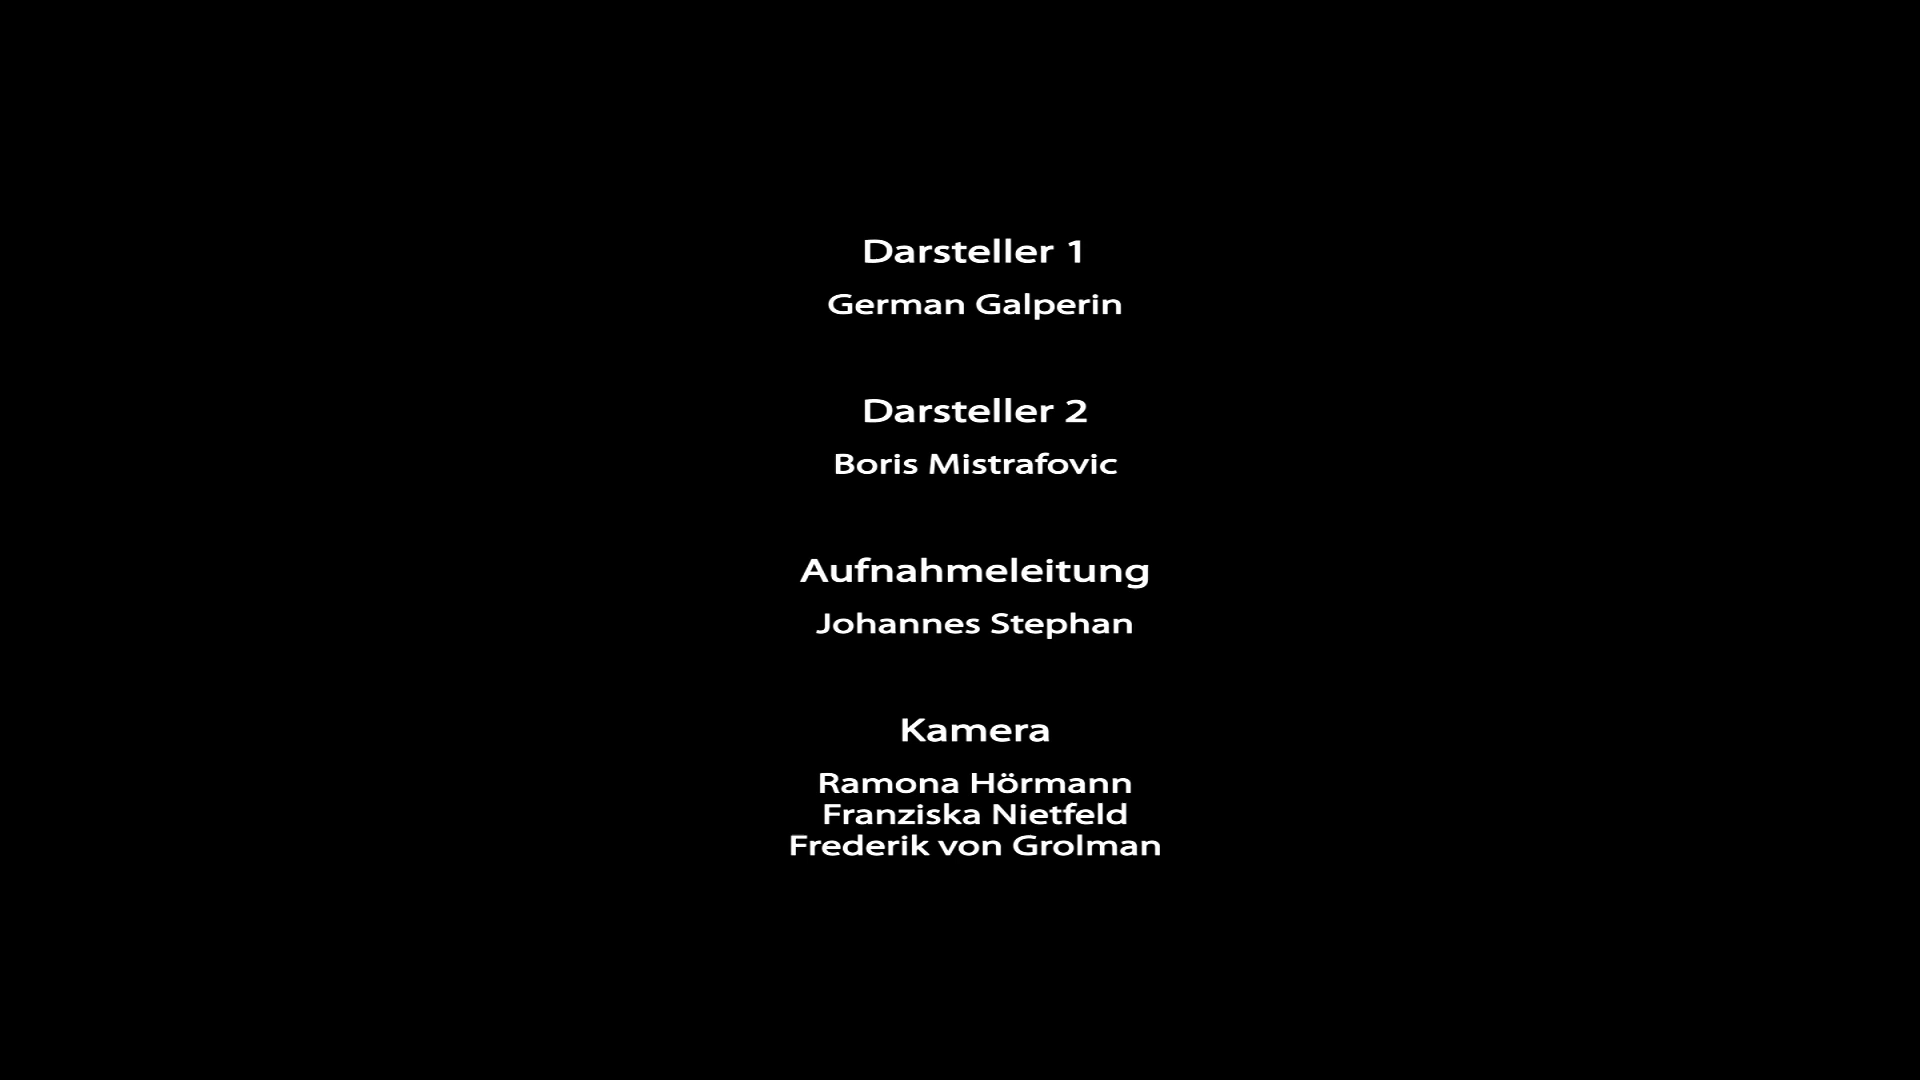 Darsteller 1
German Galperin
Darsteller 2
Boris Mistrafovic
Aufnahmeleitung
Johannes Stephan
Kamera
Ramona Hörmann
Franziska Nietfeld
Frederik von Grolman